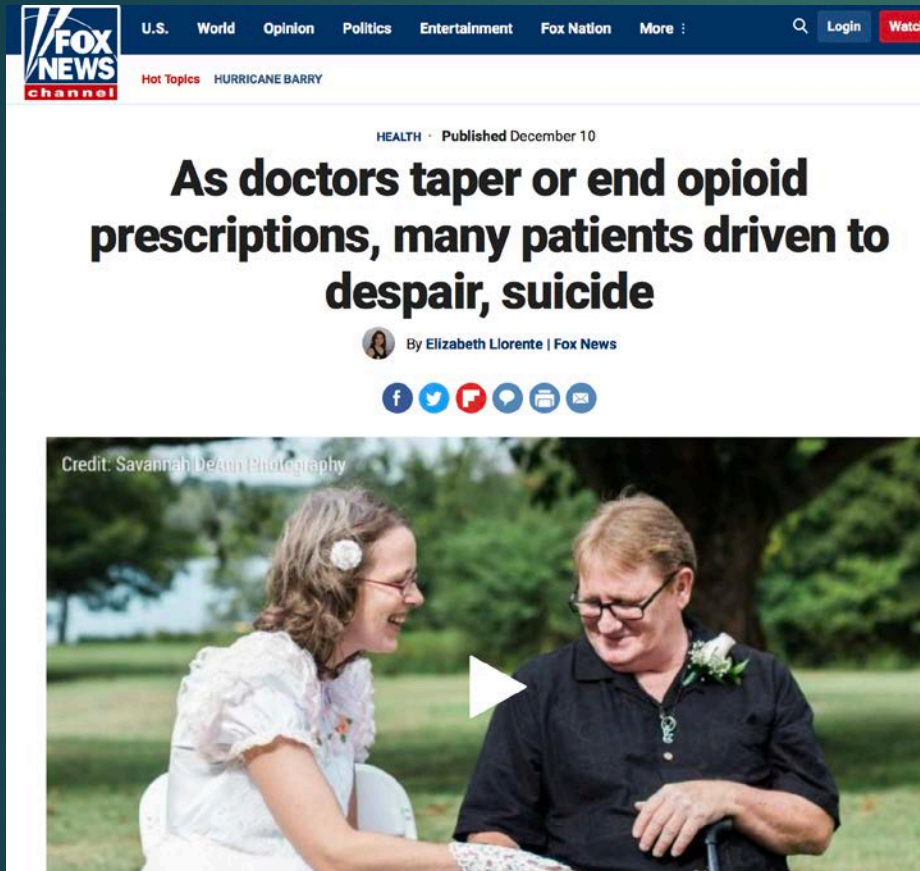 FOX
NEWS
channel
U.S. World Opinion Politics Entertainment Fox Nation More Login
Hot Topics HURRICANE BARRY
HEALTH · Published December 10
As doctors taper or end opioid
prescriptions, many patients driven to
despair, suicide
By Elizabeth Llorente | Fox News
Credit: Savannah DeAnn Photography